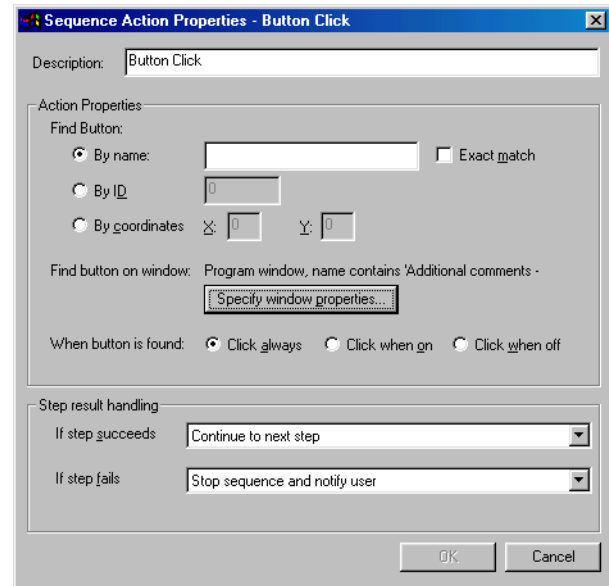 Sequence Action Properties - Button Click
Description: Button Click
Action Properties
Find Button:
By name:
Exact match
By ID 0
By coordinates X: 0 Y: 0
Find button on window: Program window, name contains 'Additional comments -
Specify window properties...
When button is found: Click always Click when on Click when off
Step result handling
If step succeeds Continue to next step
If step fails Stop sequence and notify user
OK Cancel